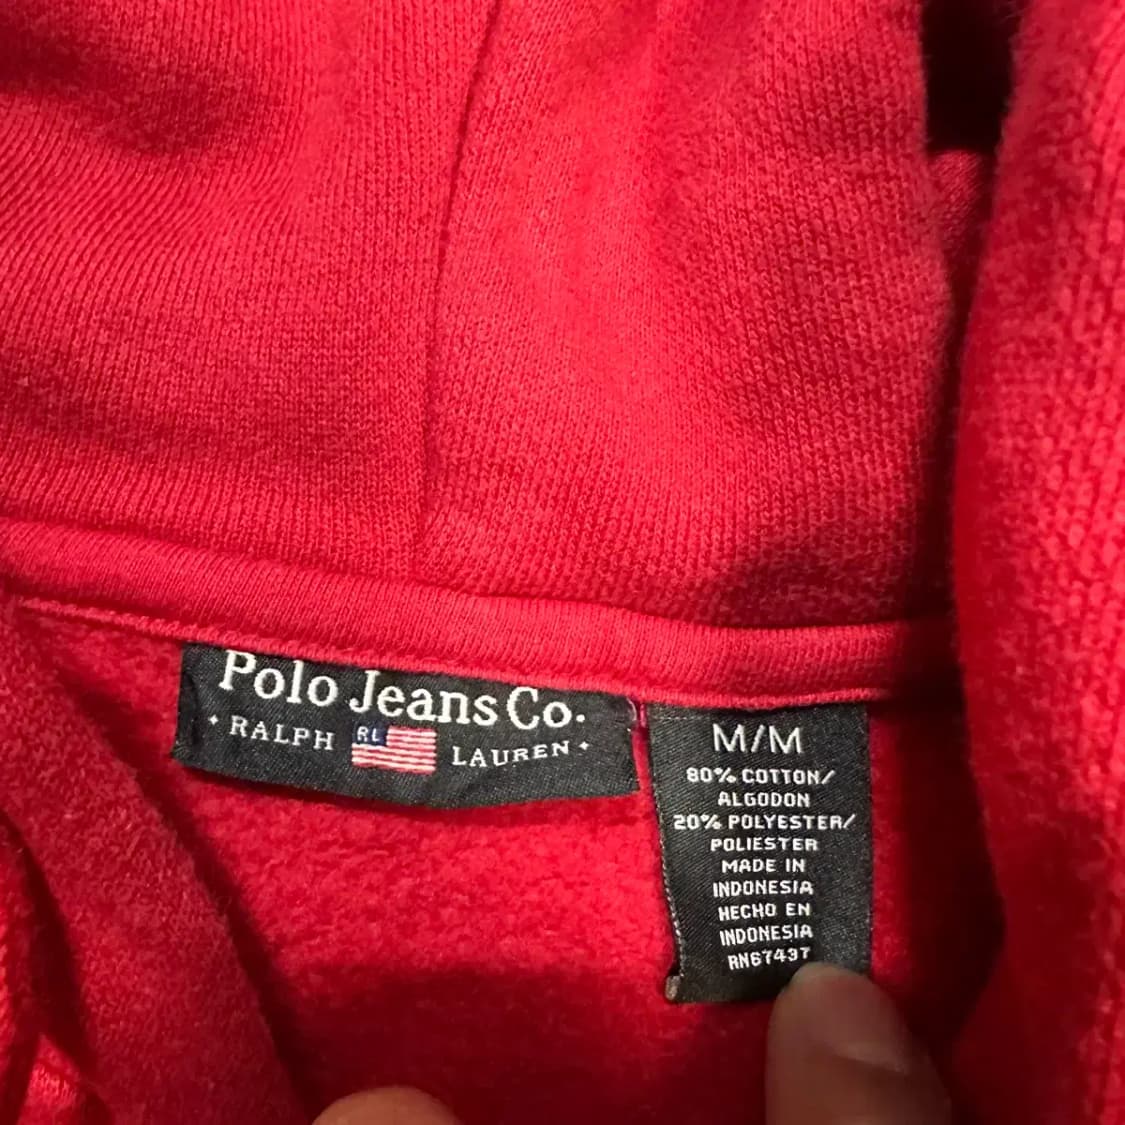 Polo Jeans Co.
RALPH RL LAUREN
M/M
80% COTTON/
ALGODON
20% POLYESTER/
POLIESTER
MADE IN
INDONESIA
HECHO EN
INDONESIA
RN67437